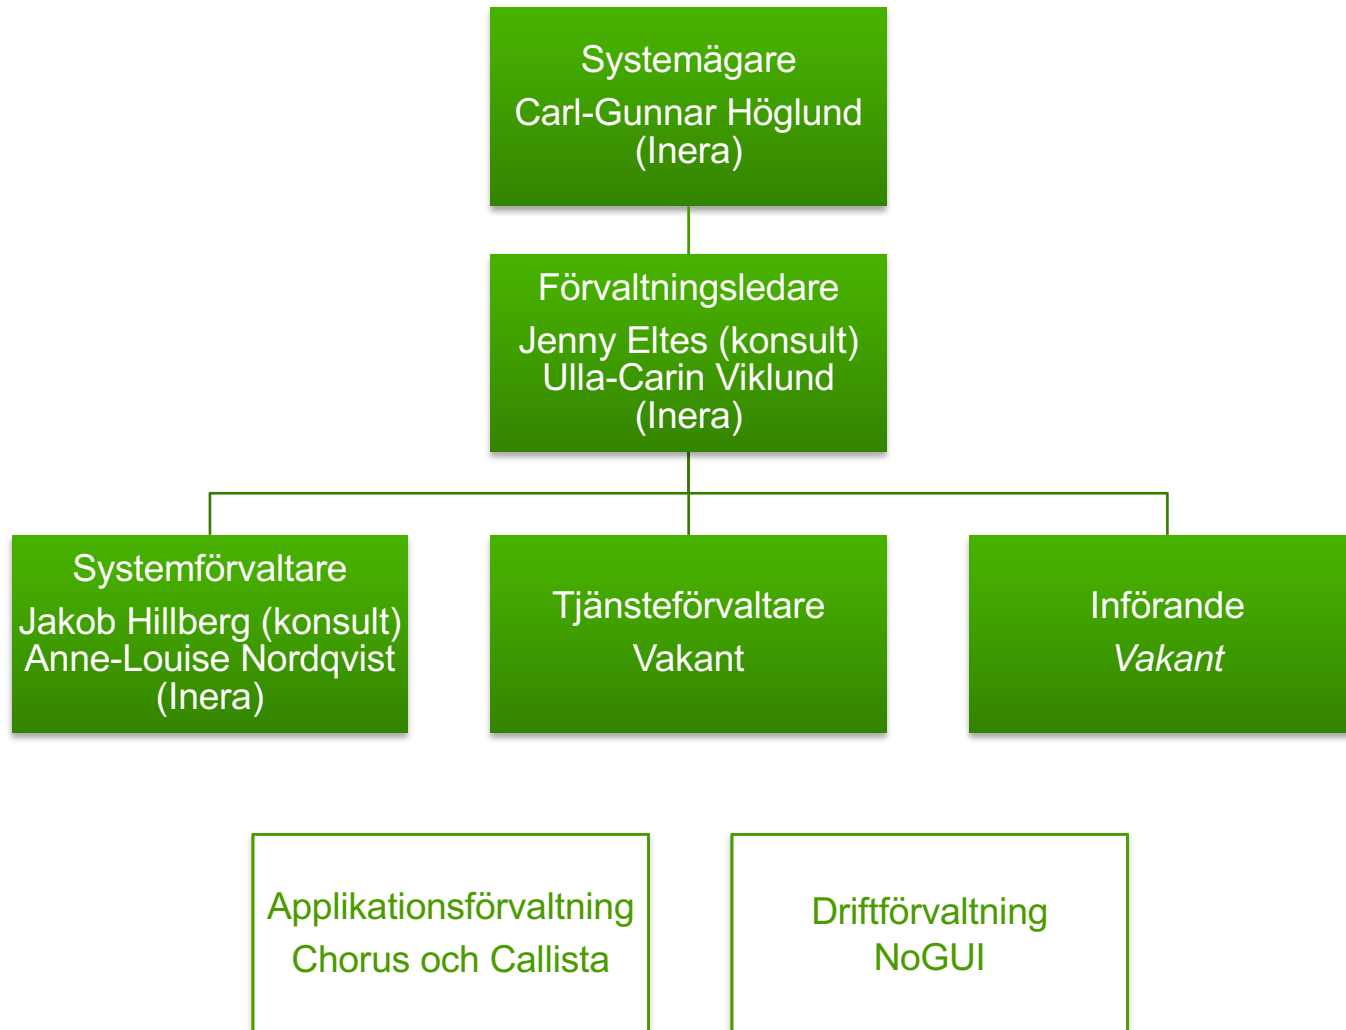 Systemägare
Carl-Gunnar Höglund
(Inera)
Förvaltningsledare
Jenny Eltes (konsult)
Ulla-Carin Viklund
(Inera)
Systemförvaltare
Jakob Hillberg (konsult)
Anne-Louise Nordqvist
(Inera)
Tjänsteförvaltare
Vakant
Införande
Vakant
Applikationsförvaltning
Chorus och Callista
Driftförvaltning
NoGUI